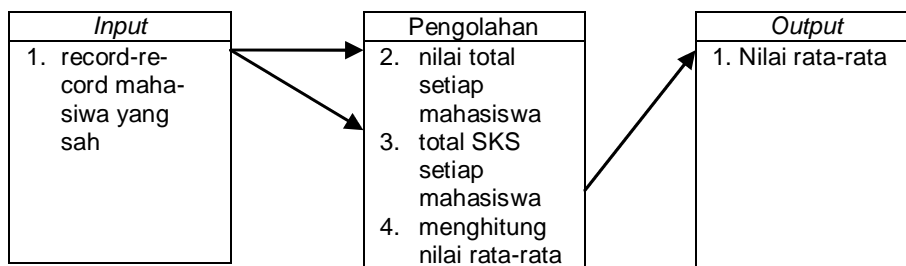 Input
1. record-re-
cord maha-
siwa yang
sah
Pengolahan
2. nilai total
setiap
mahasiswa
3. total SKS
setiap
mahasiswa
4. menghitung
nilai rata-rata
Output
1. Nilai rata-rata